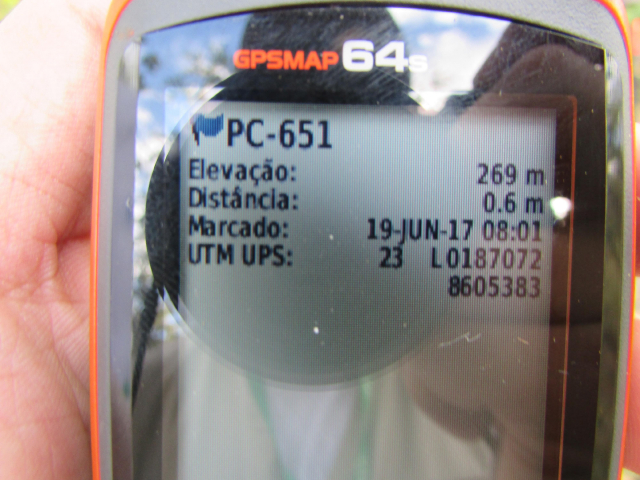 GPSMAP 64s
PC-651
Elevação: 269 m
Distância: 0.6 m
Marcado: 19-JUN-17 08:01
UTM UPS: 23 L 0187072
8605383